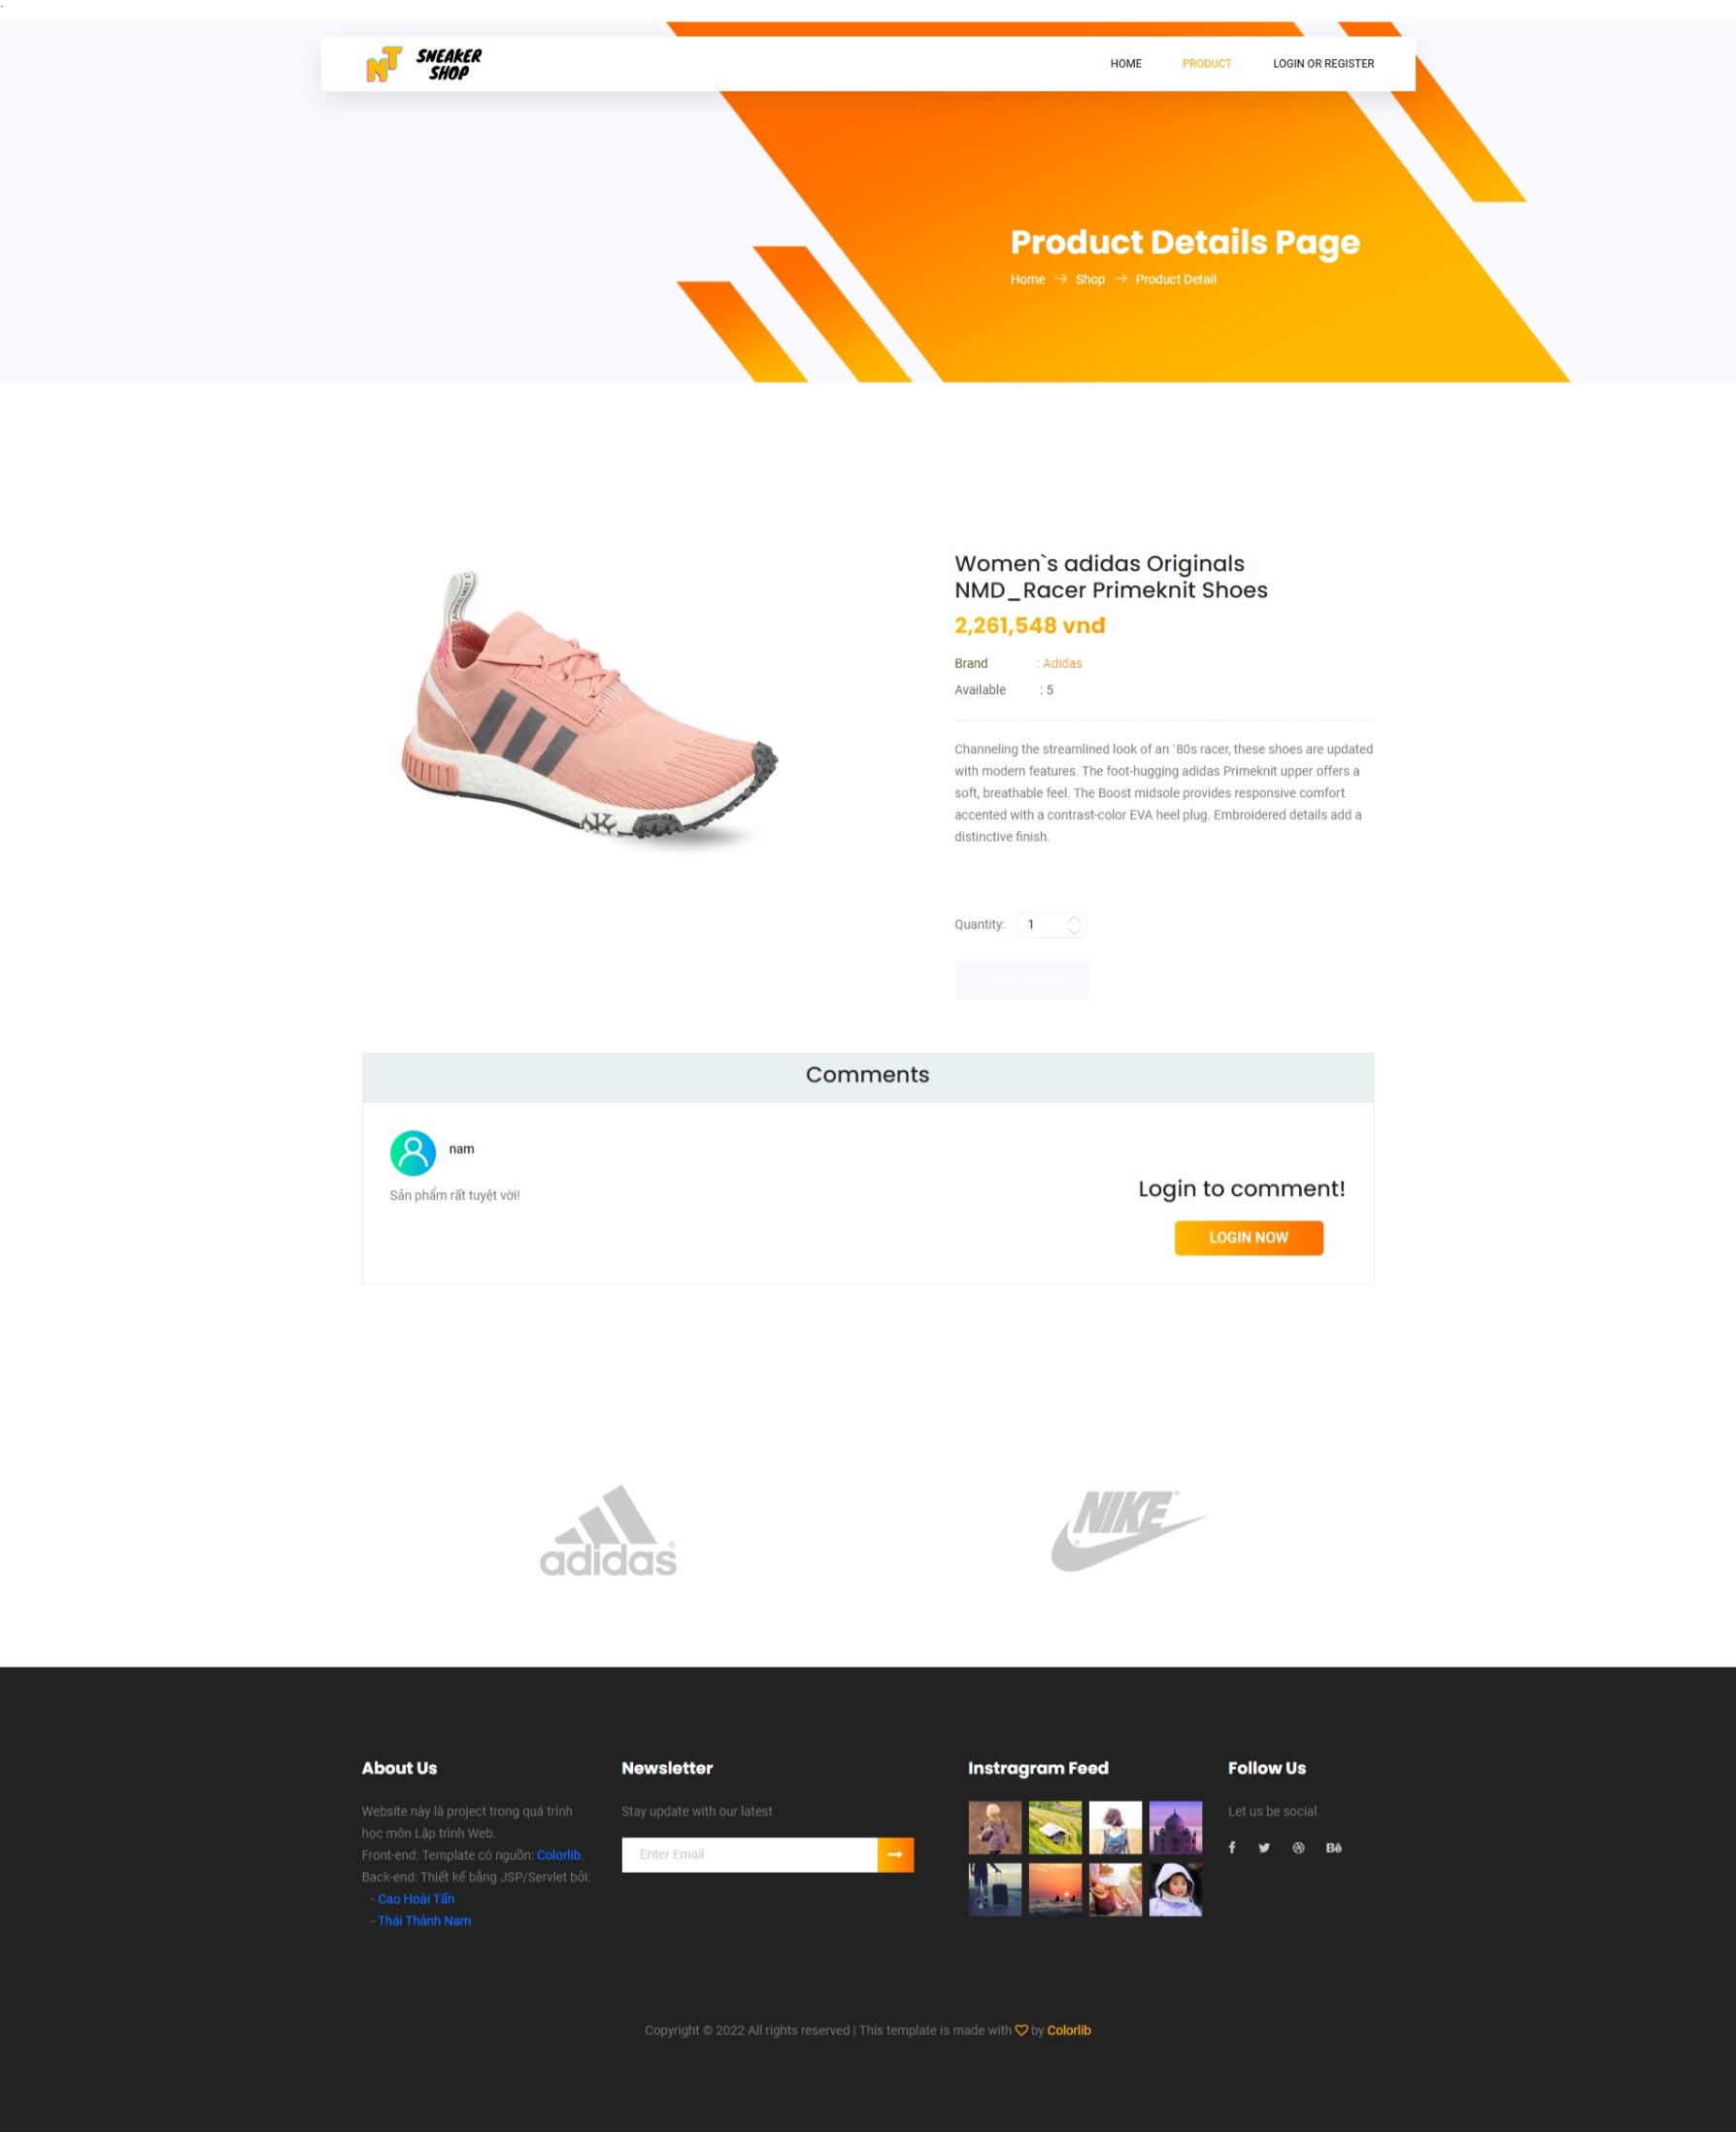 `
NT SNEAKER
SHOP
HOME
PRODUCT
LOGIN OR REGISTER
Product Details Page
Home → Shop → Product Detail
Women`s adidas Originals
NMD_Racer Primeknit Shoes
2,261,548 vnđ
Brand : Adidas
Available : 5
Channeling the streamlined look of an `80s racer, these shoes are updated
with modern features. The foot-hugging adidas Primeknit upper offers a
soft, breathable feel. The Boost midsole provides responsive comfort
accented with a contrast-color EVA heel plug. Embroidered details add a
distinctive finish.
Quantity: 1
Comments
nam
Sản phẩm rất tuyệt vời!
Login to comment!
LOGIN NOW
adidas®
NIKE®
About Us
Website này là project trong quá trình
học môn Lập trình Web.
Front-end: Template có nguồn: Colorlib.
Back-end: Thiết kế bằng JSP/Servlet bởi:
- Cao Hoài Tấn
- Thái Thành Nam
Newsletter
Stay update with our latest
Enter Email
Instragram Feed
Follow Us
Let us be social
Bē
Copyright © 2022 All rights reserved | This template is made with ♡ by Colorlib